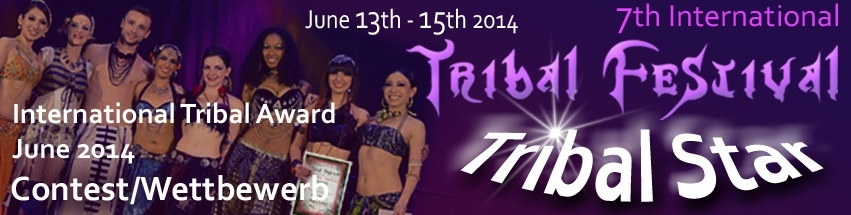 June 13th - 15th 2014
7th International
Tribal Festival
Tribal Star
International Tribal Award
June 2014
Contest/Wettbewerb